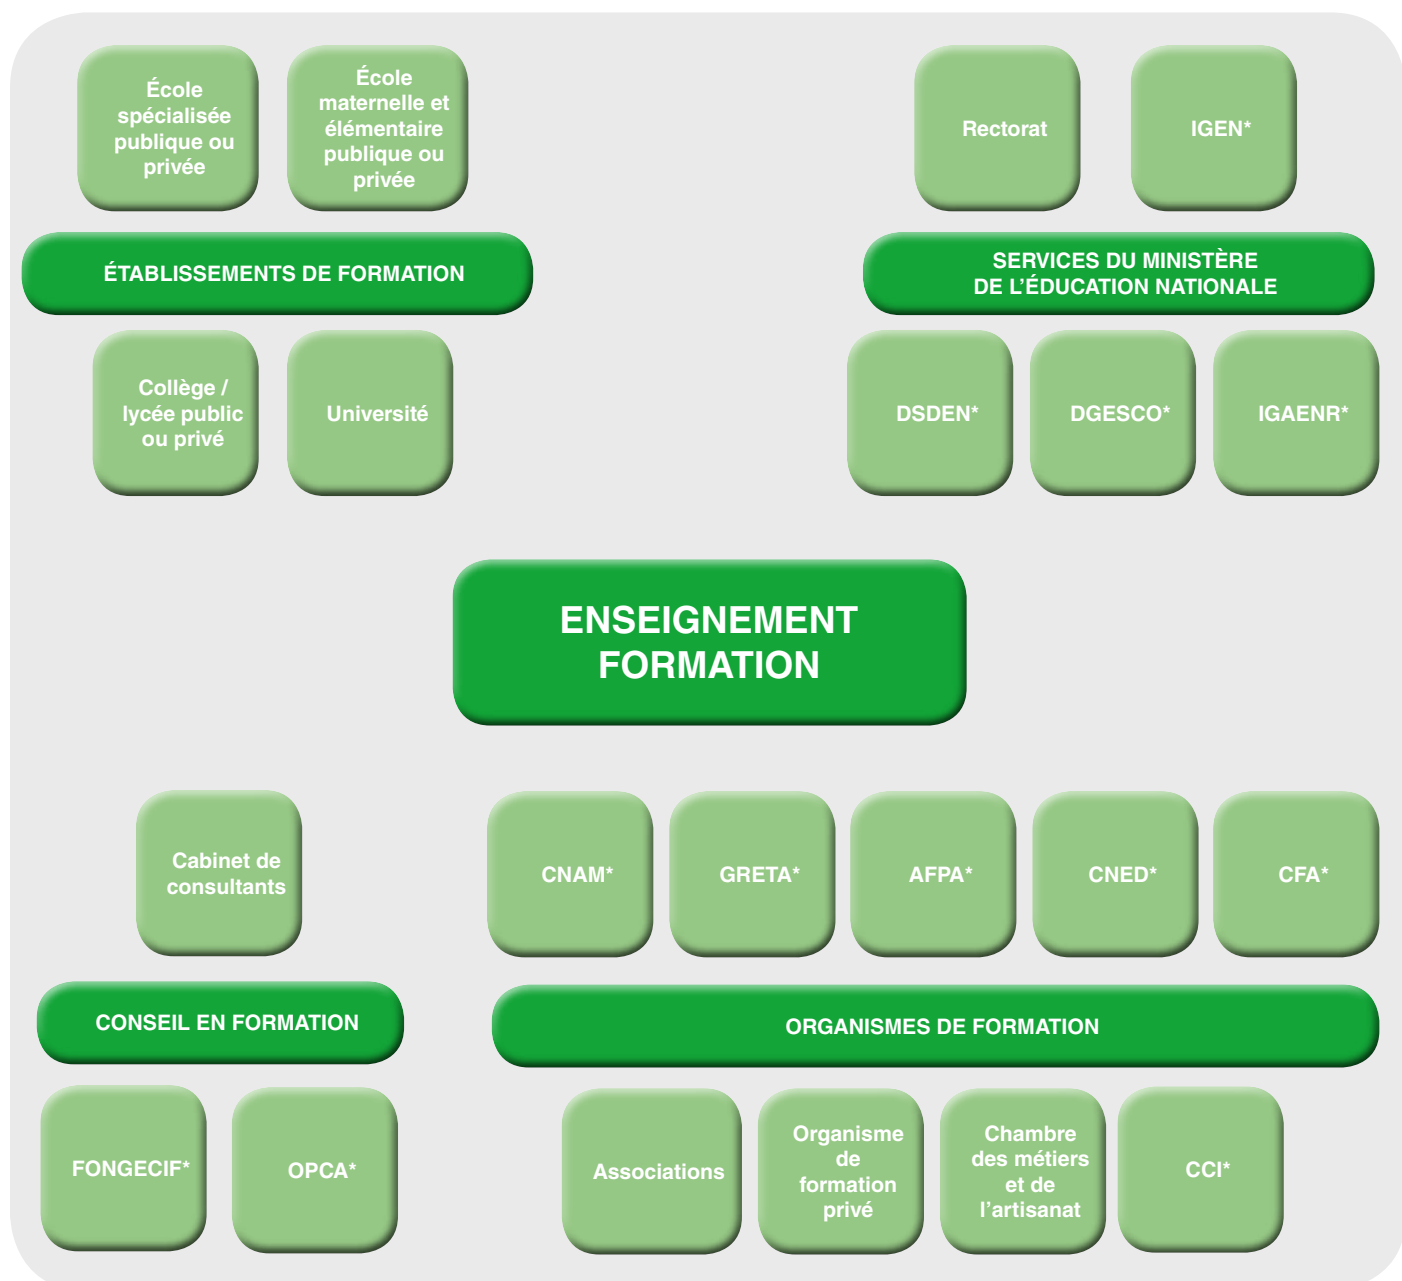 École
spécialisée
publique ou
privée
École
maternelle et
élémentaire
publique ou
privée
Rectorat
IGEN*
ÉTABLISSEMENTS DE FORMATION
SERVICES DU MINISTÈRE
DE L'ÉDUCATION NATIONALE
Collège /
lycée public
ou privé
Université
DSDEN*
DGESCO*
IGAENR*
ENSEIGNEMENT
FORMATION
Cabinet de
consultants
CNAM*
GRETA*
AFPA*
CNED*
CFA*
CONSEIL EN FORMATION
ORGANISMES DE FORMATION
FONGECIF*
OPCA*
Associations
Organisme
de
formation
privé
Chambre
des métiers
et de
l'artisanat
CCI*